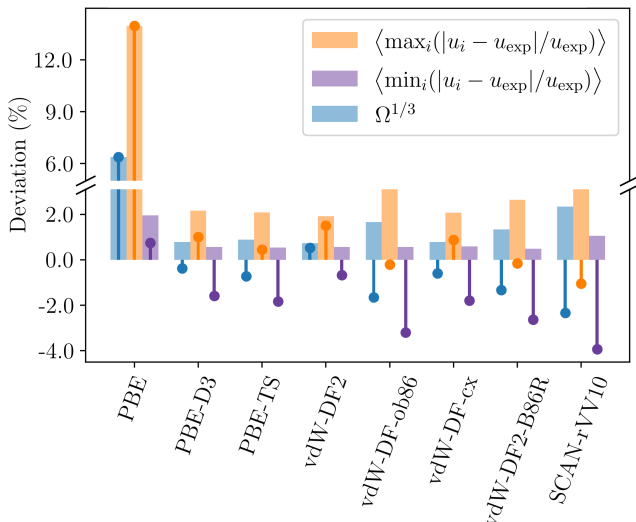 12.0
9.0
6.0
2.0
0.0
-2.0
-4.0
Deviation (%)
⟨max_i(|u_i − u_exp|/u_exp)⟩
⟨min_i(|u_i − u_exp|/u_exp)⟩
Ω^{1/3}
PBE
PBE-D3
PBE-TS
vdW-DF2
vdW-DF-ob86
vdW-DF-cx
vdW-DF2-B86R
SCAN-rVV10